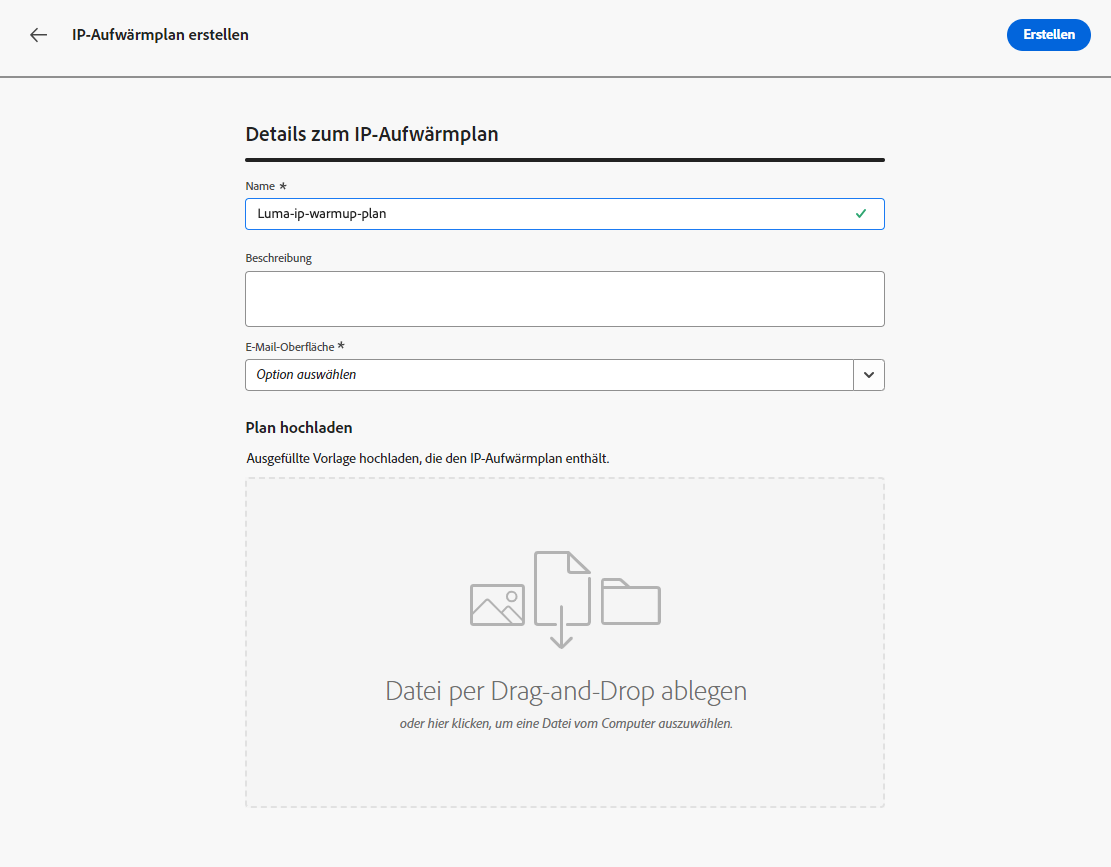 IP-Aufwärmplan erstellen
Erstellen
Details zum IP-Aufwärmplan
Name *
Luma-ip-warmup-plan
Beschreibung
E-Mail-Oberfläche *
Option auswählen
Plan hochladen
Ausgefüllte Vorlage hochladen, die den IP-Aufwärmplan enthält.
Datei per Drag-and-Drop ablegen
oder hier klicken, um eine Datei vom Computer auszuwählen.